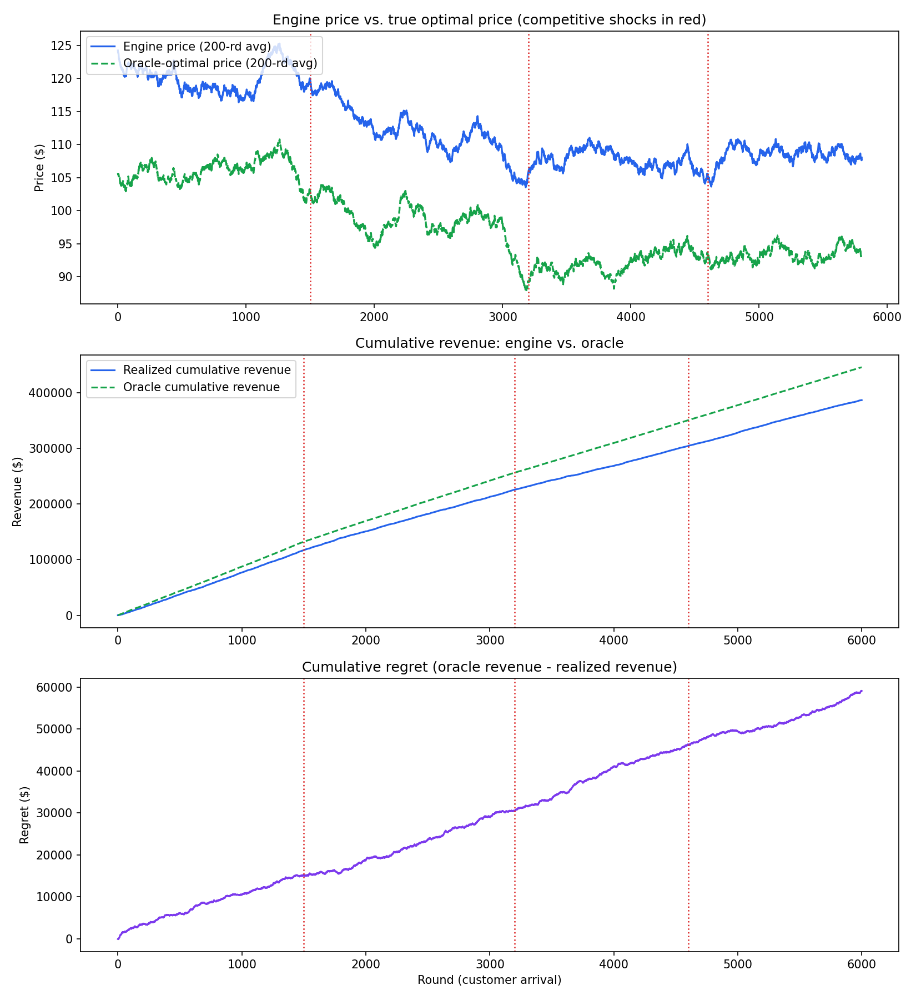 Engine price vs. true optimal price (competitive shocks in red)
Engine price (200-rd avg)
Oracle-optimal price (200-rd avg)
Price ($)
125
120
115
110
105
100
95
90
0 1000 2000 3000 4000 5000 6000
Cumulative revenue: engine vs. oracle
Realized cumulative revenue
Oracle cumulative revenue
Revenue ($)
400000
300000
200000
100000
0
0 1000 2000 3000 4000 5000 6000
Cumulative regret (oracle revenue - realized revenue)
Regret ($)
60000
50000
40000
30000
20000
10000
0
0 1000 2000 3000 4000 5000 6000
Round (customer arrival)